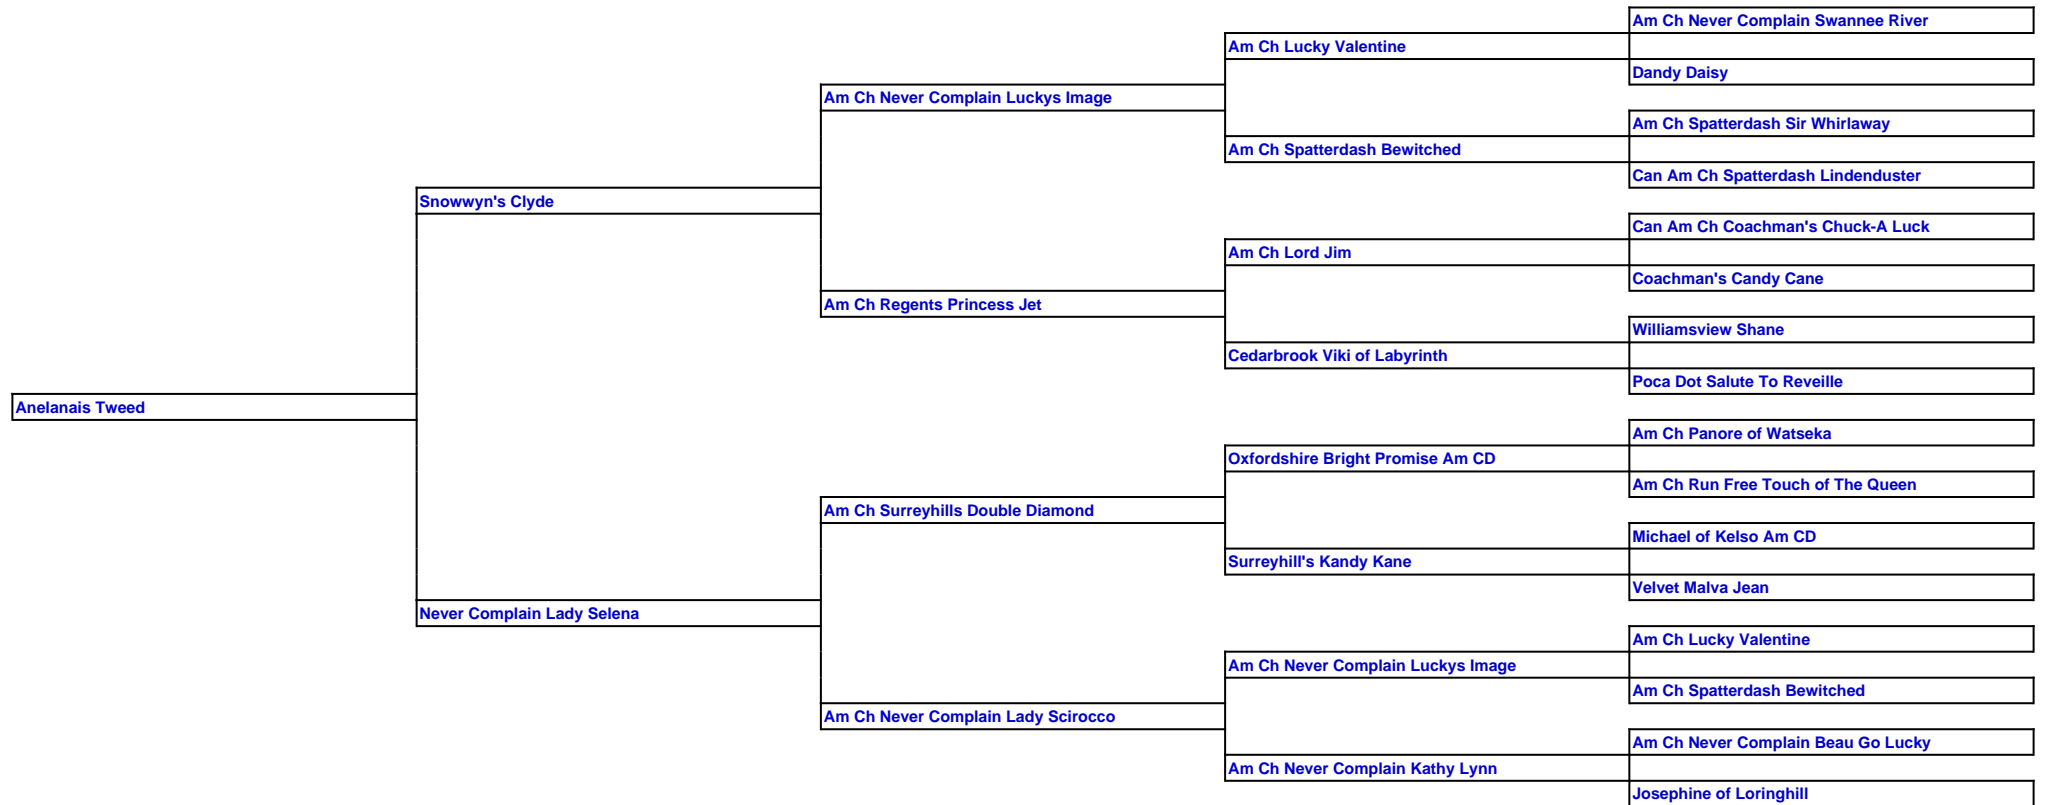 Am Ch Never Complain Swannee River
Am Ch Lucky Valentine
Dandy Daisy
Am Ch Never Complain Luckys Image
Am Ch Spatterdash Sir Whirlaway
Am Ch Spatterdash Bewitched
Can Am Ch Spatterdash Lindenduster
Snowwyn's Clyde
Can Am Ch Coachman's Chuck-A Luck
Am Ch Lord Jim
Coachman's Candy Cane
Am Ch Regents Princess Jet
Williamsview Shane
Cedarbrook Viki of Labyrinth
Poca Dot Salute To Reveille
Anelanais Tweed
Am Ch Panore of Watseka
Oxfordshire Bright Promise Am CD
Am Ch Run Free Touch of The Queen
Am Ch Surreyhills Double Diamond
Michael of Kelso Am CD
Surreyhill's Kandy Kane
Velvet Malva Jean
Never Complain Lady Selena
Am Ch Lucky Valentine
Am Ch Never Complain Luckys Image
Am Ch Spatterdash Bewitched
Am Ch Never Complain Lady Scirocco
Am Ch Never Complain Beau Go Lucky
Am Ch Never Complain Kathy Lynn
Josephine of Loringhill